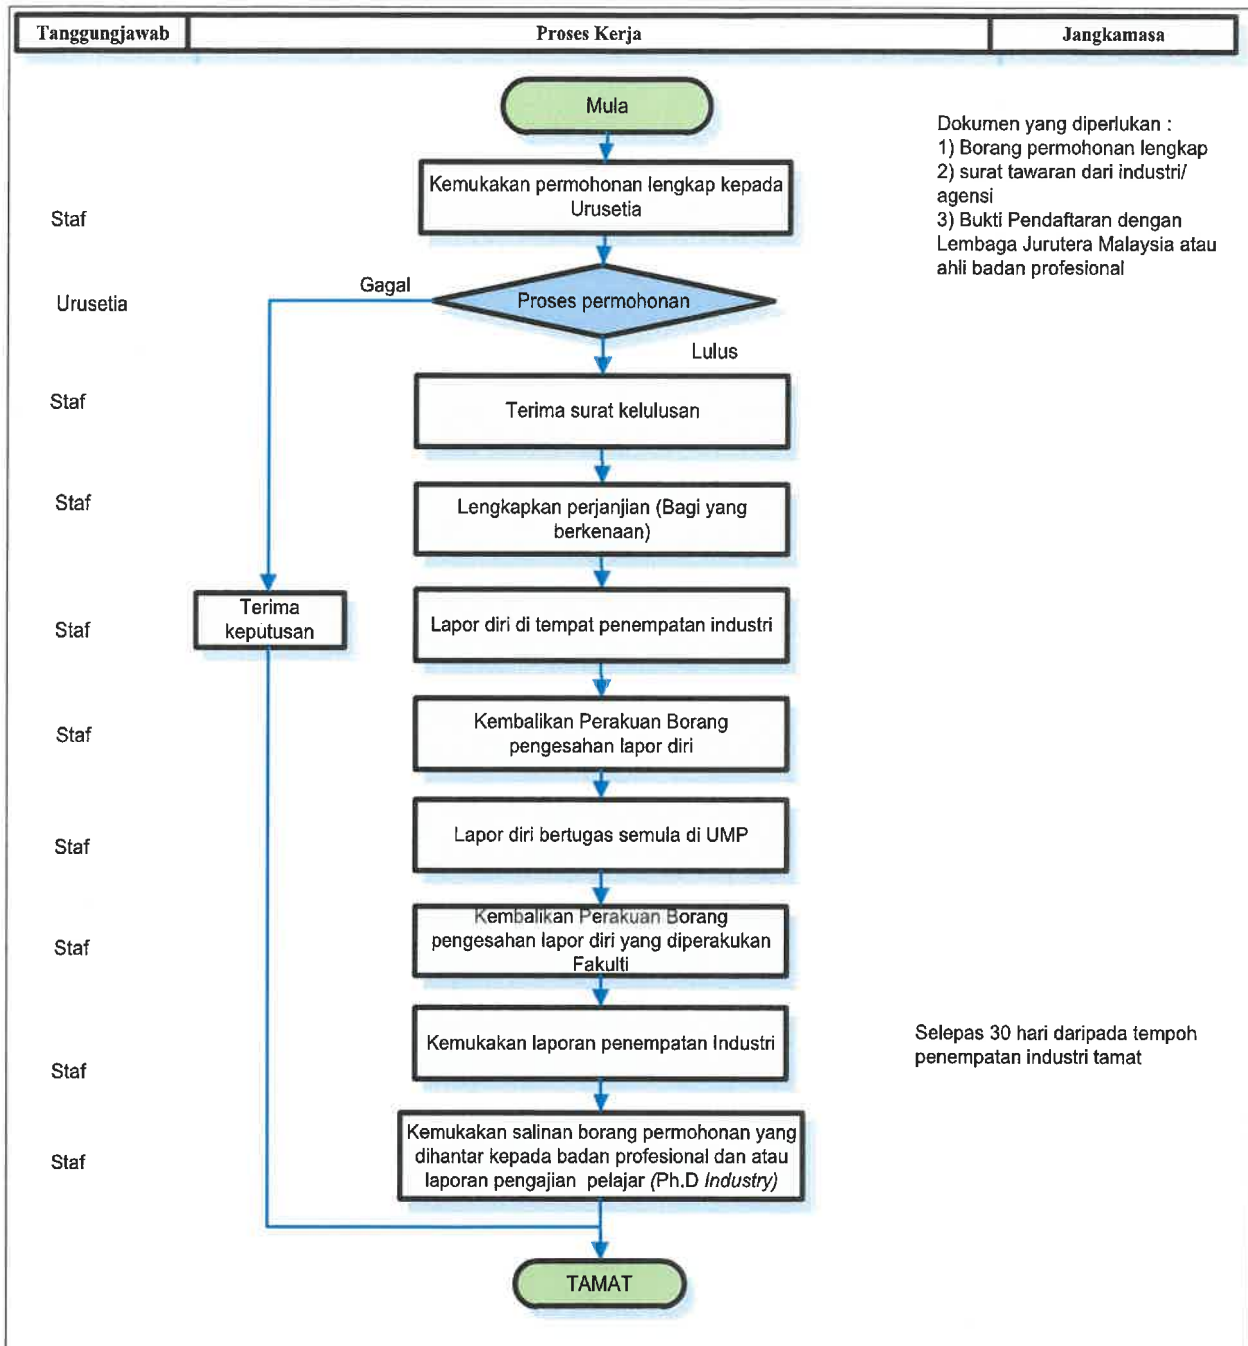 Tanggungjawab
Proses Kerja
Jangkamasa
Mula
Dokumen yang diperlukan :
1) Borang permohonan lengkap
2) surat tawaran dari industri/
agensi
3) Bukti Pendaftaran dengan
Lembaga Jurutera Malaysia atau
ahli badan profesional
Staf
Kemukakan permohonan lengkap kepada
Urusetia
Urusetia
Gagal
Proses permohonan
Lulus
Staf
Terima surat kelulusan
Staf
Lengkapkan perjanjian (Bagi yang
berkenaan)
Staf
Terima
keputusan
Lapor diri di tempat penempatan industri
Staf
Kembalikan Perakuan Borang
pengesahan lapor diri
Staf
Lapor diri bertugas semula di UMP
Staf
Kembalikan Perakuan Borang
pengesahan lapor diri yang diperakukan
Fakulti
Staf
Kemukakan laporan penempatan Industri
Selepas 30 hari daripada tempoh
penempatan industri tamat
Staf
Kemukakan salinan borang permohonan yang
dihantar kepada badan profesional dan atau
laporan pengajian pelajar (Ph.D Industry)
TAMAT